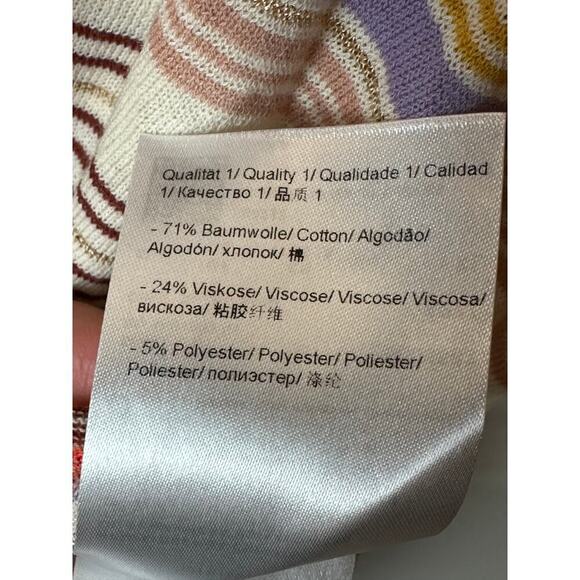 Qualität 1/ Quality 1/ Qualidade 1/ Calidad
1/ Качество 1/ 品质 1
- 71% Baumwolle/ Cotton/ Algodão/
Algodón/ хлопок/ 棉
- 24% Viskose/ Viscose/ Viscose/ Viscosa/
вискоза/ 粘胶纤维
- 5% Polyester/ Polyester/ Poliester/
Poliester/ полиэстер/ 涤纶